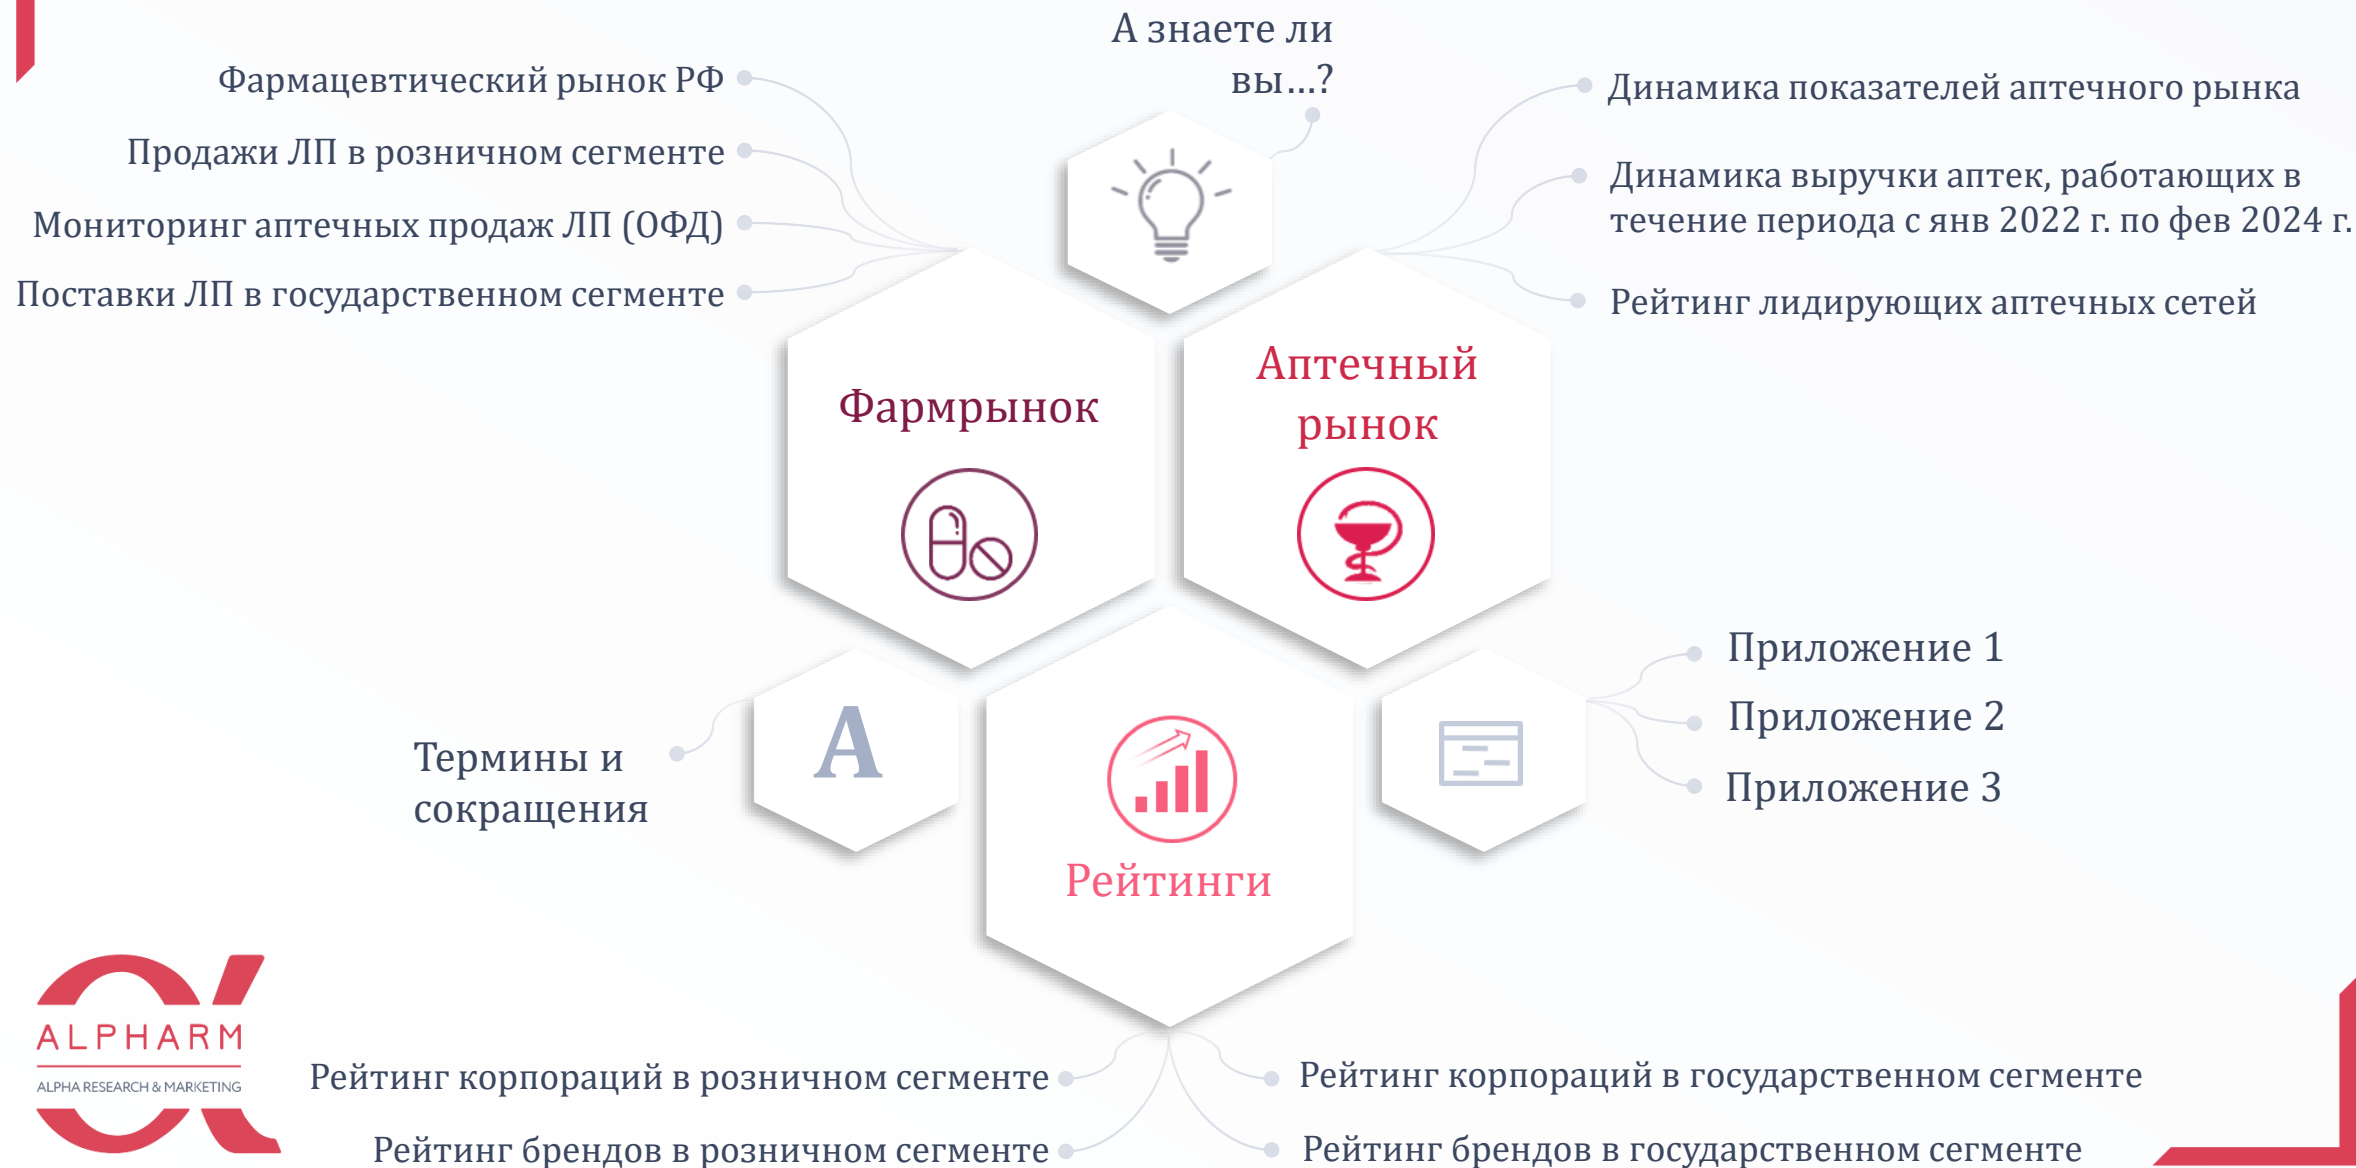 А знаете ли
вы...?
Фармацевтический рынок РФ
Продажи ЛП в розничном сегменте
Мониторинг аптечных продаж ЛП (ОФД)
Поставки ЛП в государственном сегменте
Динамика показателей аптечного рынка
Динамика выручки аптек, работающих в
течение периода с янв 2022 г. по фев 2024 г.
Рейтинг лидирующих аптечных сетей
Фармрынок
Аптечный
рынок
Термины и
сокращения
А
Рейтинги
Приложение 1
Приложение 2
Приложение 3
ALPHARM
ALPHA RESEARCH & MARKETING
Рейтинг корпораций в розничном сегменте
Рейтинг брендов в розничном сегменте
Рейтинг корпораций в государственном сегменте
Рейтинг брендов в государственном сегменте